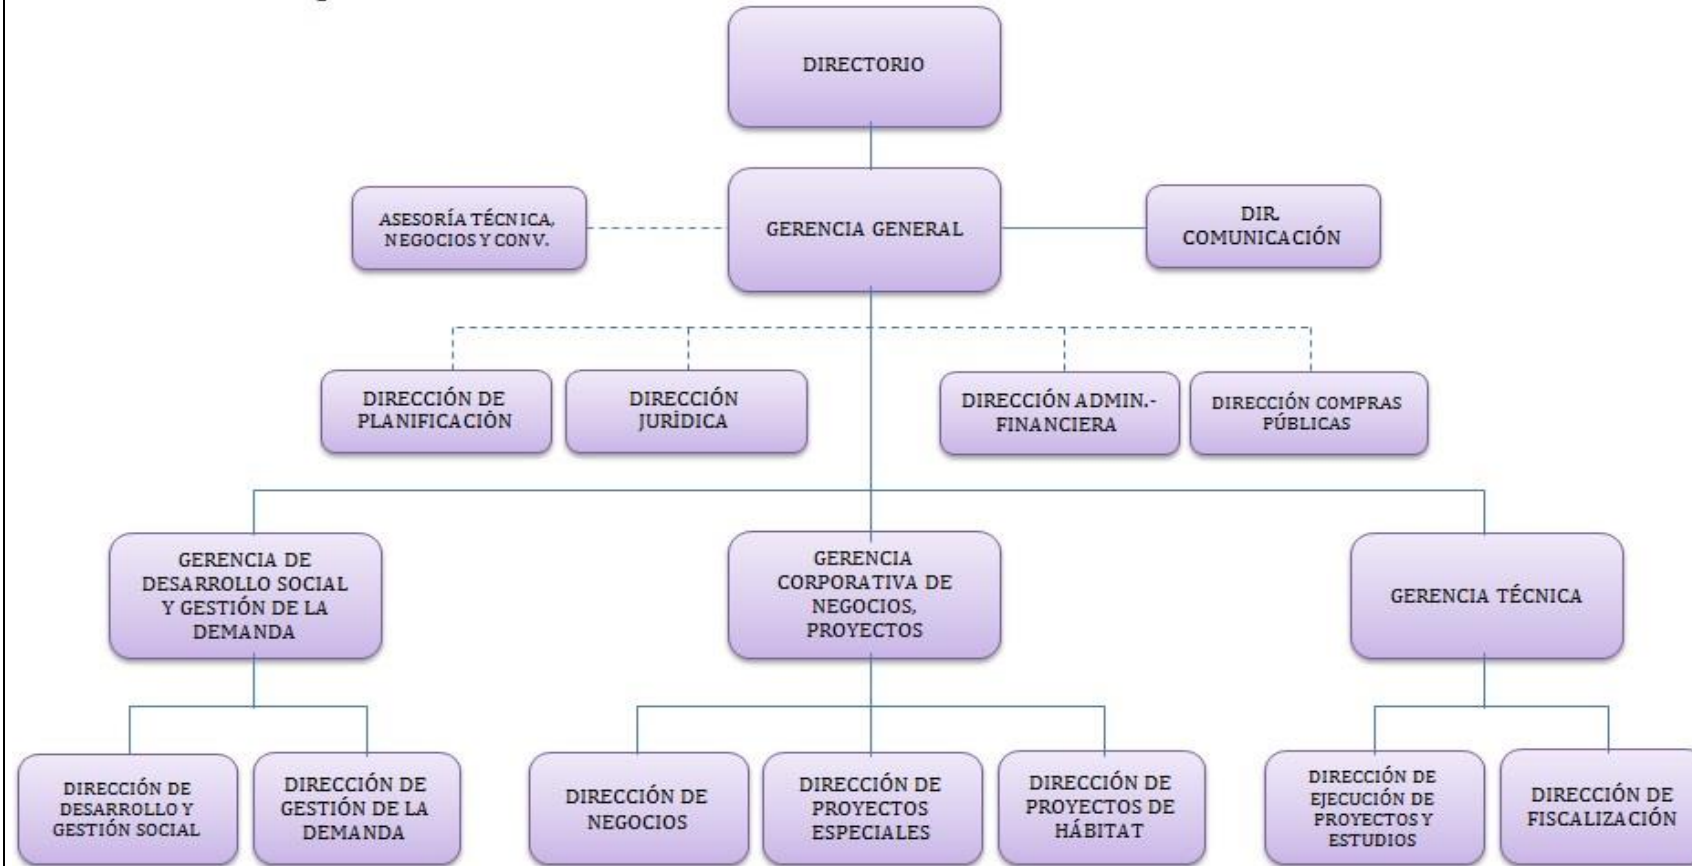 DIRECTORIO
ASESORÍA TÉCNICA,
NEGOCIOS Y CONV.
GERENCIA GENERAL
DIR.
COMUNICACIÓN
DIRECCIÓN DE
PLANIFICACIÓN
DIRECCIÓN
JURÍDICA
DIRECCIÓN ADMIN.-
FINANCIERA
DIRECCIÓN COMPRAS
PÚBLICAS
GERENCIA DE
DESARROLLO SOCIAL
Y GESTIÓN DE LA
DEMANDA
GERENCIA
CORPORATIVA DE
NEGOCIOS,
PROYECTOS
GERENCIA TÉCNICA
DIRECCIÓN DE
DESARROLLO Y
GESTIÓN SOCIAL
DIRECCIÓN DE
GESTIÓN DE LA
DEMANDA
DIRECCIÓN DE
NEGOCIOS
DIRECCIÓN DE
PROYECTOS
ESPECIALES
DIRECCIÓN DE
PROYECTOS DE
HÁBITAT
DIRECCIÓN DE
EJECUCIÓN DE
PROYECTOS Y
ESTUDIOS
DIRECCIÓN DE
FISCALIZACIÓN